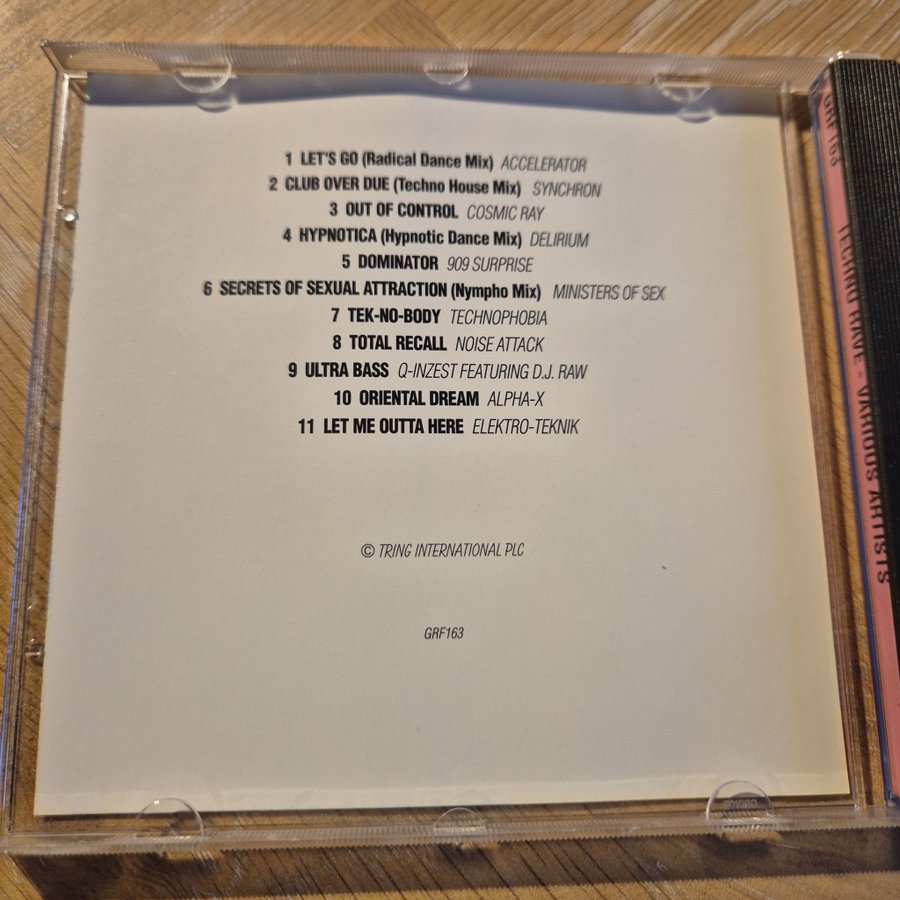 1 LET'S GO (Radical Dance Mix) ACCELERATOR
2 CLUB OVER DUE (Techno House Mix) SYNCHRON
3 OUT OF CONTROL COSMIC RAY
4 HYPNOTICA (Hypnotic Dance Mix) DELIRIUM
5 DOMINATOR 909 SURPRISE
6 SECRETS OF SEXUAL ATTRACTION (Nympho Mix) MINISTERS OF SEX
7 TEK-NO-BODY TECHNOPHOBIA
8 TOTAL RECALL NOISE ATTACK
9 ULTRA BASS Q-INZEST FEATURING D.J. RAW
10 ORIENTAL DREAM ALPHA-X
11 LET ME OUTTA HERE ELEKTRO-TEKNIK
© TRING INTERNATIONAL PLC
GRF163
GRF163 TECHNO RAVE - VARIOUS ARTISTS